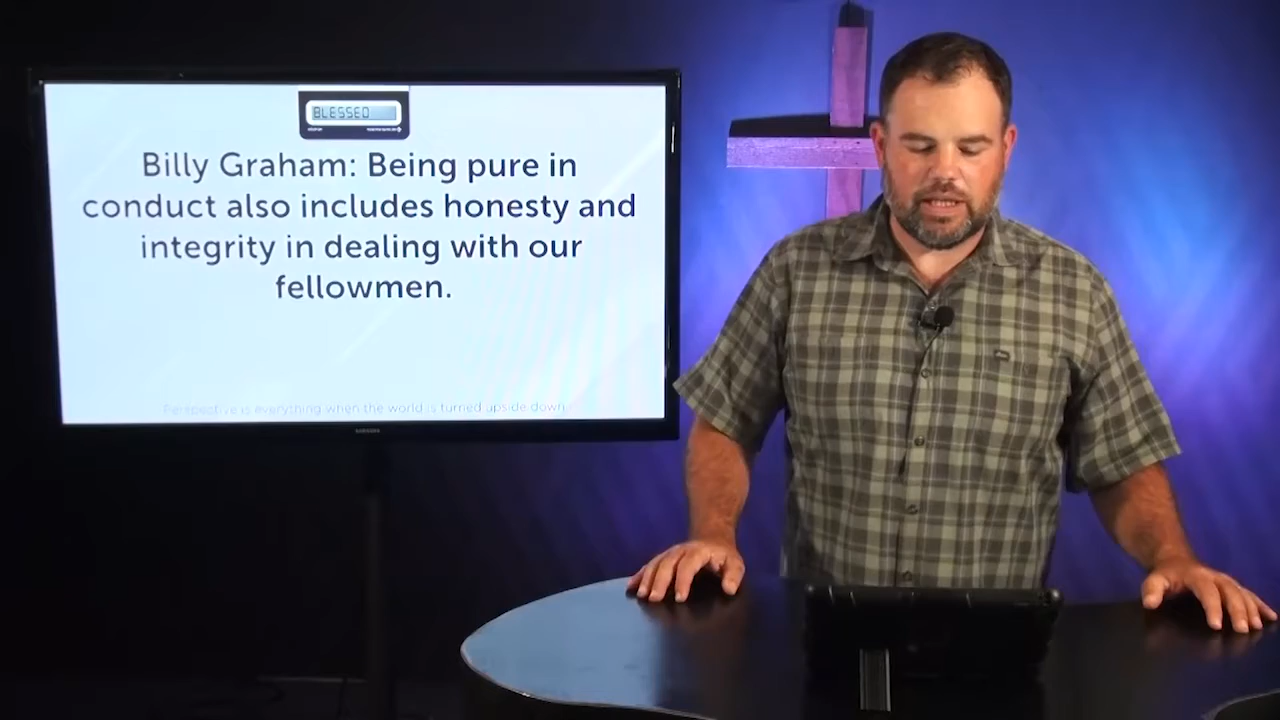 BLESSED
Billy Graham: Being pure in
conduct also includes honesty and
integrity in dealing with our
fellowmen.
Perspective is everything when the world is turned upside down
SAMSUNG